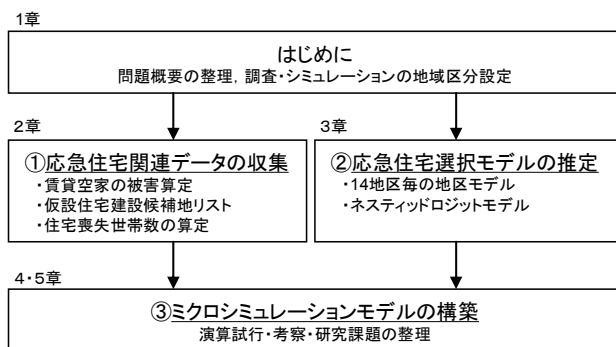 1章
はじめに
問題概要の整理，調査・シミュレーションの地域区分設定
2章
①応急住宅関連データの収集
・賃貸空家の被害算定
・仮設住宅建設候補地リスト
・住宅喪失世帯数の算定
3章
②応急住宅選択モデルの推定
・14地区毎の地区モデル
・ネスティッドロジットモデル
4・5章
③ミクロシミュレーションモデルの構築
演算試行・考察・研究課題の整理